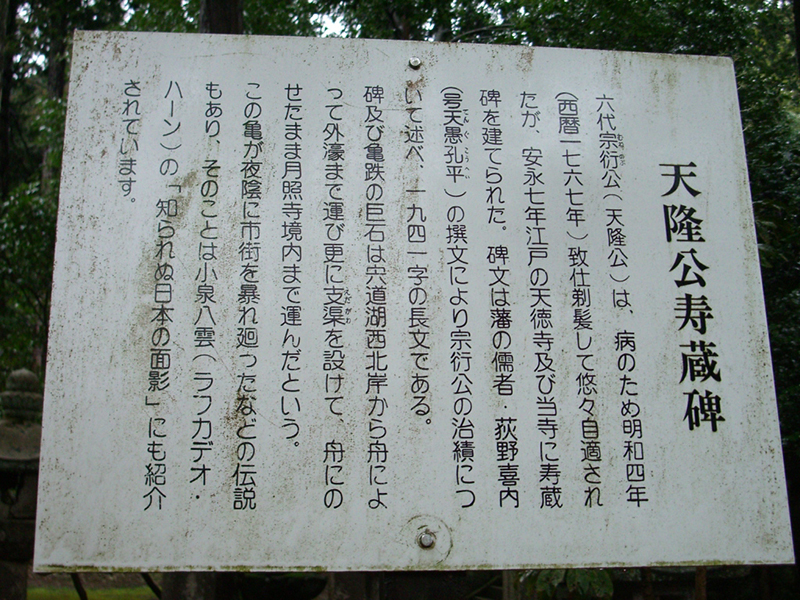 天隆公寿蔵碑
六代宗衍公(天隆公)は、病のため明和四年
(西暦一七六七年)致仕剃髪して悠々自適され
たが、安永七年江戸の天徳寺及び当寺に寿蔵
碑を建てられた。碑文は藩の儒者・荻野喜内
(号天愚孔平)の撰文により宗衍公の治績につ
いて述べ、一九四一字の長文である。
碑及び亀趺の巨石は宍道湖西北岸から舟によ
って外濠まで運び更に支渠を設けて、舟にの
せたまま月照寺境内まで運んだという。
この亀が夜陰に市街を暴れ廻ったなどの伝説
もあり、そのことは小泉八雲(ラフカデオ・
ハーン)の「知られぬ日本の面影」にも紹介
されています。